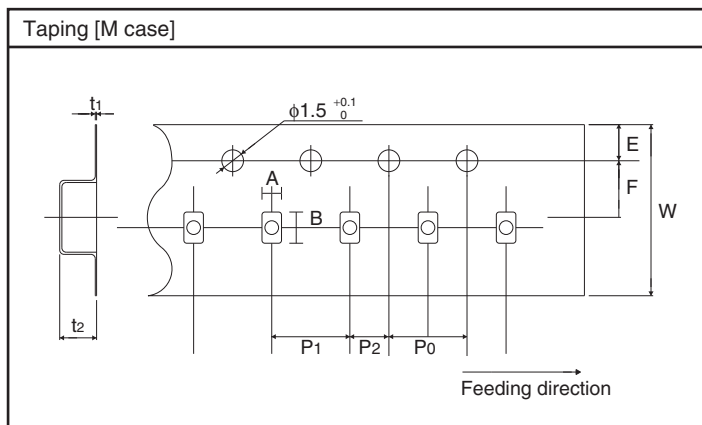 Taping [M case]
t1
ϕ1.5 +0.1 0
E
A
F
B
W
t2
P1 P2 P0
Feeding direction